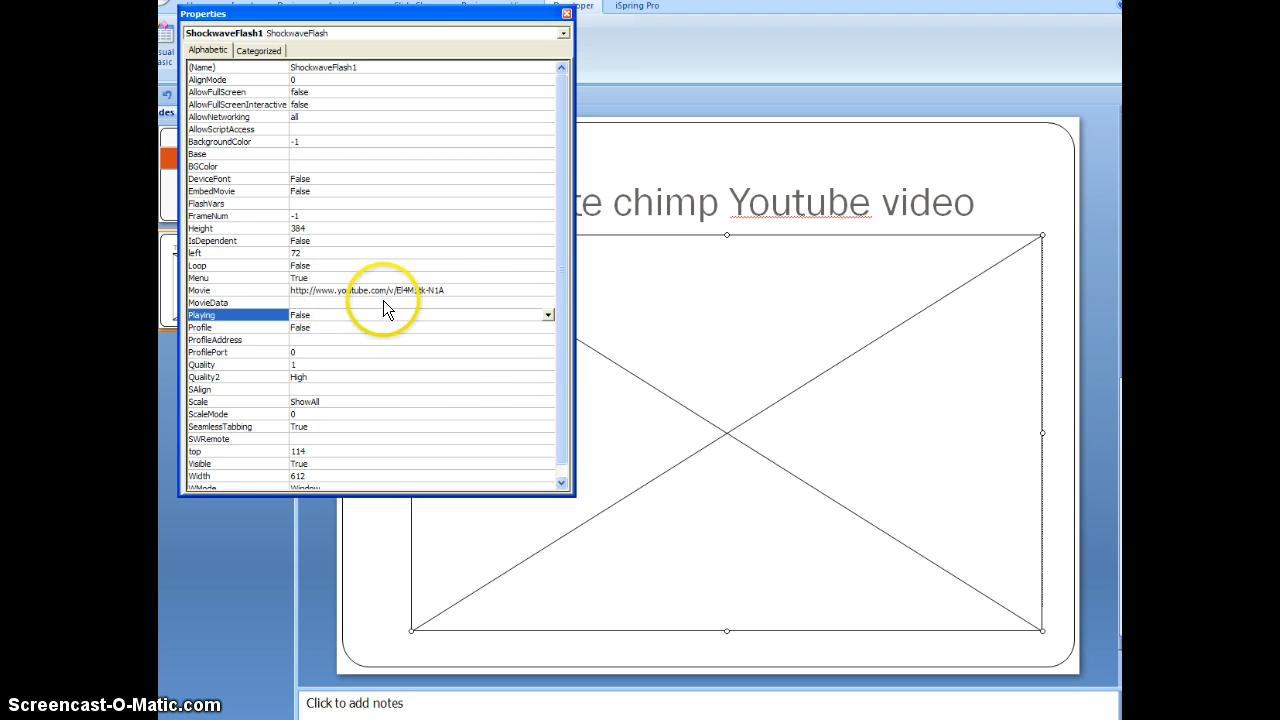 Properties
iSpring Pro
ShockwaveFlash1 ShockwaveFlash
Alphabetic Categorized
(Name) ShockwaveFlash1
AlignMode 0
AllowFullScreen false
AllowFullScreenInteractive false
AllowNetworking all
AllowScriptAccess
BackgroundColor -1
Base
BGColor
DeviceFont False
EmbedMovie False
FlashVars
FrameNum -1
Height 384
IsDependent False
left 72
Loop False
Menu True
Movie
MovieData
Playing False
Profile False
ProfileAddress
ProfilePort 0
Quality 1
Quality2 High
SAlign
Scale ShowAll
ScaleMode 0
SeamlessTabbing True
SWRemote
top 114
Visible True
Width 612
WMode Window
te chimp Youtube video
Click to add notes
Screencast-O-Matic.com